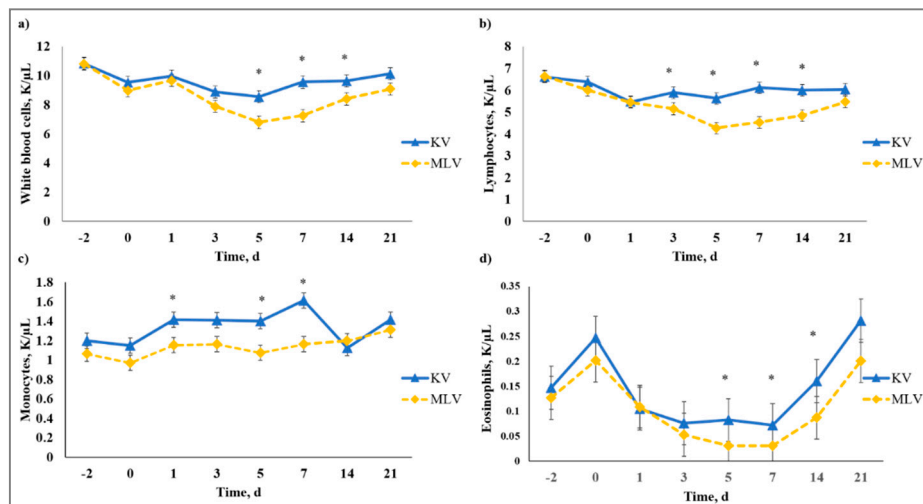 a)
White blood cells, K/µL
12
10
8
6
4
2
0
* * *
KV
MLV
-2 0 1 3 5 7 14 21
Time, d
b)
Lymphocytes, K/µL
8
7
6
5
4
3
2
1
0
* * * *
KV
MLV
-2 0 1 3 5 7 14 21
Time, d
c)
Monocytes, K/µL
1.8
1.6
1.4
1.2
1
0.8
0.6
0.4
0.2
0
* * *
KV
MLV
-2 0 1 3 5 7 14 21
Time, d
d)
Eosinophils, K/µL
0.35
0.3
0.25
0.2
0.15
0.1
0.05
0
* * *
KV
MLV
-2 0 1 3 5 7 14 21
Time, d